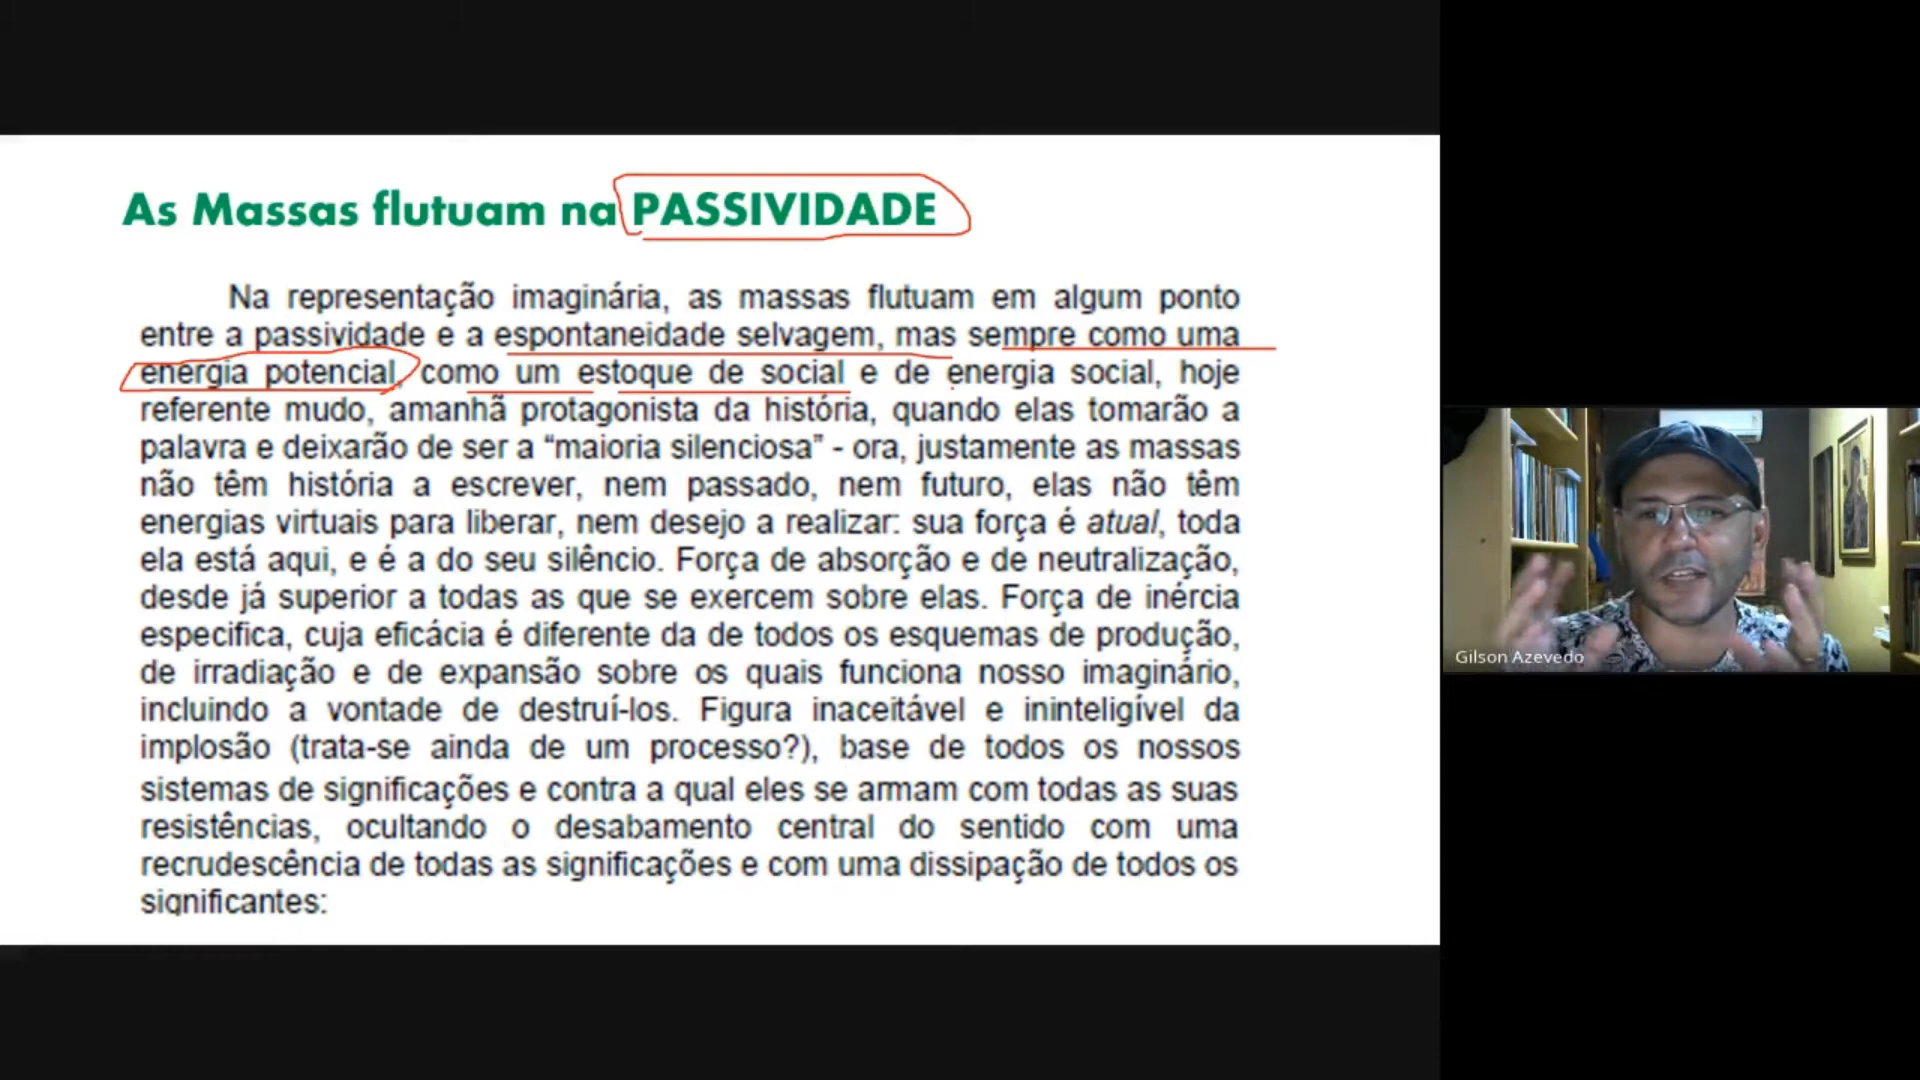 As Massas flutuam na PASSIVIDADE
Na representação imaginária, as massas flutuam em algum ponto
entre a passividade e a espontaneidade selvagem, mas sempre como uma
energia potencial, como um estoque de social e de energia social, hoje
referente mudo, amanhã protagonista da história, quando elas tomarão a
palavra e deixarão de ser a “maioria silenciosa” - ora, justamente as massas
não têm história a escrever, nem passado, nem futuro, elas não têm
energias virtuais para liberar, nem desejo a realizar: sua força é atual, toda
ela está aqui, e é a do seu silêncio. Força de absorção e de neutralização,
desde já superior a todas as que se exercem sobre elas. Força de inércia
especifica, cuja eficácia é diferente da de todos os esquemas de produção,
de irradiação e de expansão sobre os quais funciona nosso imaginário,
incluindo a vontade de destruí-los. Figura inaceitável e ininteligível da
implosão (trata-se ainda de um processo?), base de todos os nossos
sistemas de significações e contra a qual eles se armam com todas as suas
resistências, ocultando o desabamento central do sentido com uma
recrudescência de todas as significações e com uma dissipação de todos os
significantes:
Gilson Azevedo